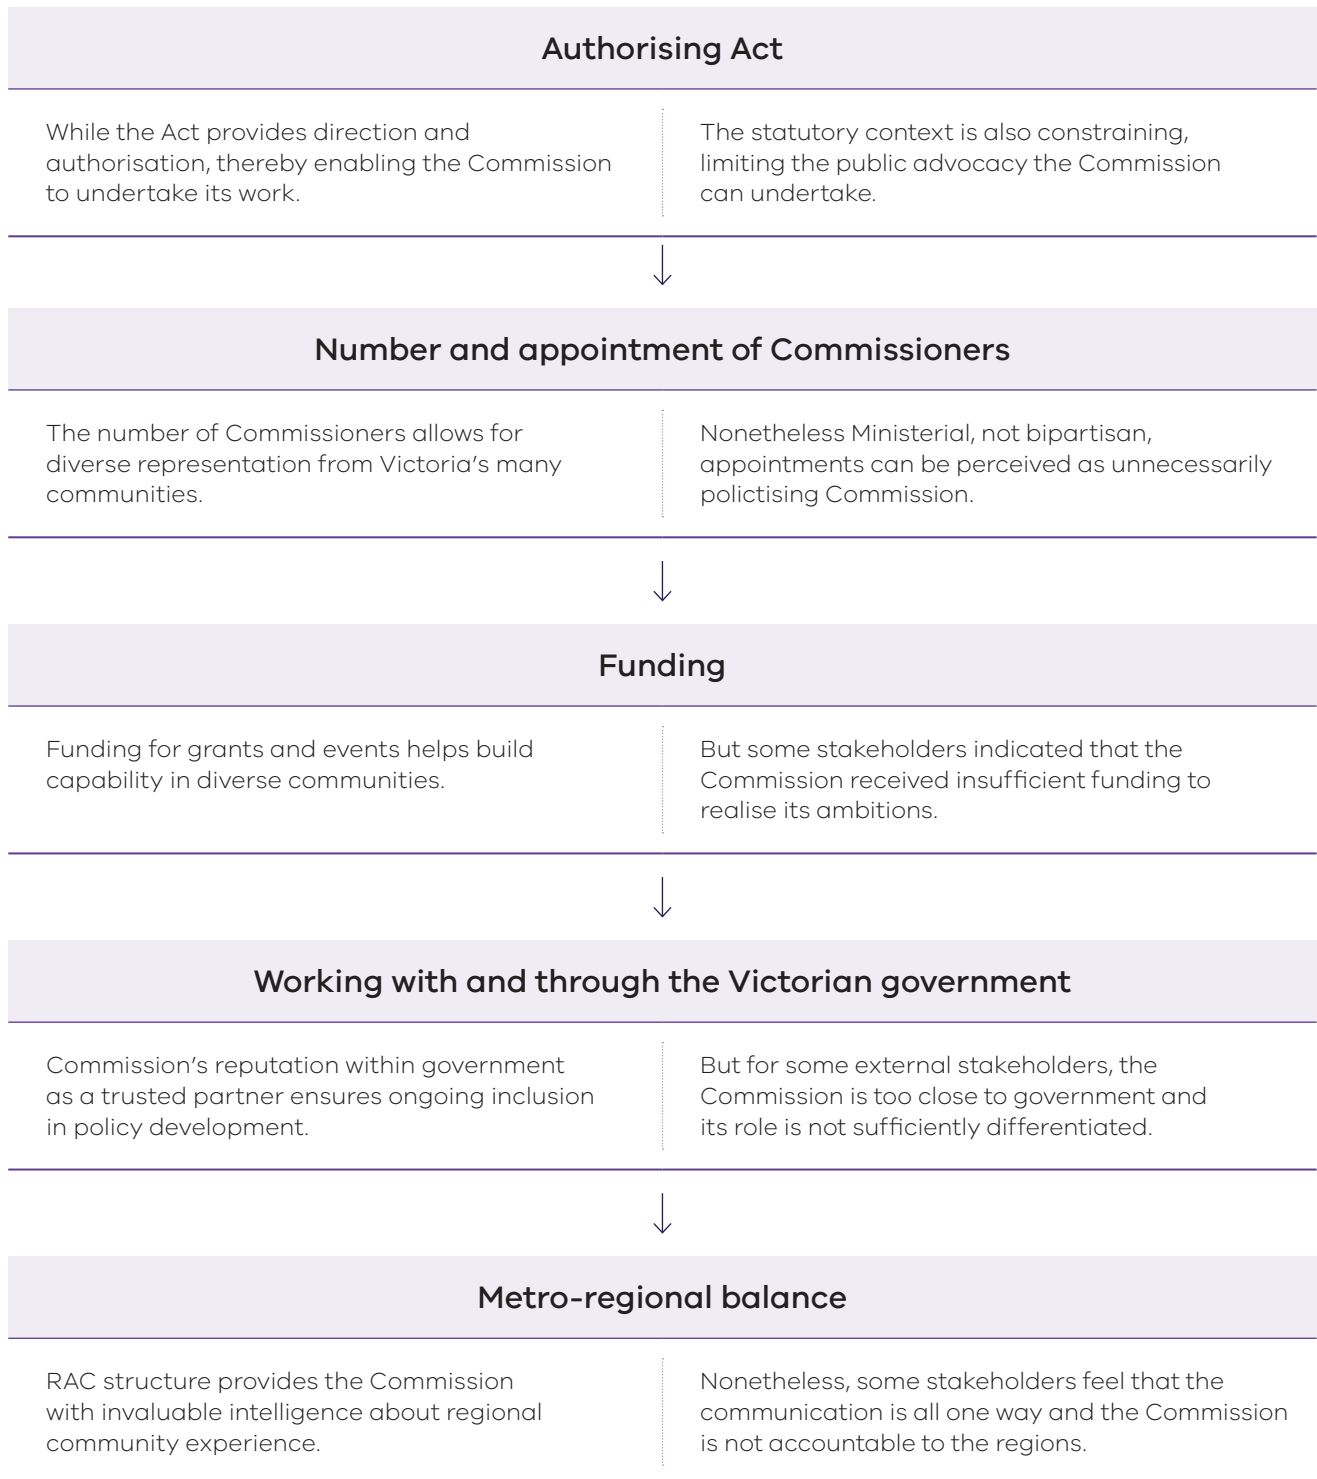 Authorising Act
While the Act provides direction and
authorisation, thereby enabling the Commission
to undertake its work.
The statutory context is also constraining,
limiting the public advocacy the Commission
can undertake.
Number and appointment of Commissioners
The number of Commissioners allows for
diverse representation from Victoria’s many
communities.
Nonetheless Ministerial, not bipartisan,
appointments can be perceived as unnecessarily
polictising Commission.
Funding
Funding for grants and events helps build
capability in diverse communities.
But some stakeholders indicated that the
Commission received insufficient funding to
realise its ambitions.
Working with and through the Victorian government
Commission’s reputation within government
as a trusted partner ensures ongoing inclusion
in policy development.
But for some external stakeholders, the
Commission is too close to government and
its role is not sufficiently differentiated.
Metro-regional balance
RAC structure provides the Commission
with invaluable intelligence about regional
community experience.
Nonetheless, some stakeholders feel that the
communication is all one way and the Commission
is not accountable to the regions.